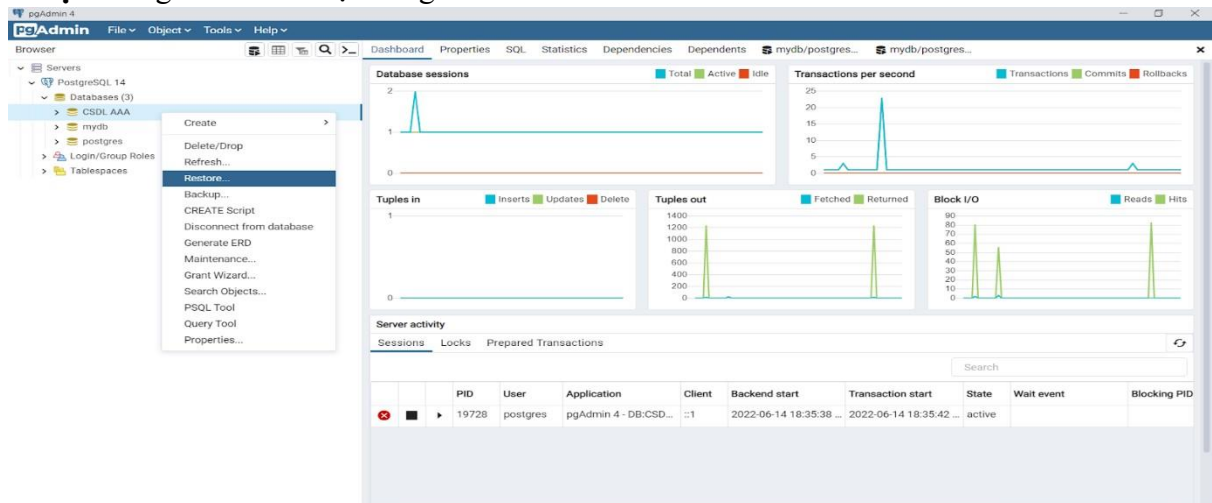 pgAdmin 4
pgAdmin File Object Tools Help
Browser
Servers
PostgreSQL 14
Databases (3)
CSDL AAA
mydb
postgres
Login/Group Roles
Tablespaces
Create
Delete/Drop
Refresh...
Restore...
Backup...
CREATE Script
Disconnect from database
Generate ERD
Maintenance...
Grant Wizard...
Search Objects...
PSQL Tool
Query Tool
Properties...
Dashboard Properties SQL Statistics Dependencies Dependents mydb/postgres... mydb/postgres...
Database sessions Total Active Idle
2
1
0
Transactions per second Transactions Commits Rollbacks
25
20
15
10
5
0
Tuples in Inserts Updates Delete
1
0
Tuples out Fetched Returned
1400
1200
1000
800
600
400
200
0
Block I/O Reads Hits
90
80
70
60
50
40
30
20
10
0
Server activity
Sessions Locks Prepared Transactions
Search
PID User Application Client Backend start Transaction start State Wait event Blocking PID
19728 postgres pgAdmin 4 - DB:CSD... ::1 2022-06-14 18:35:38 ... 2022-06-14 18:35:42 ... active